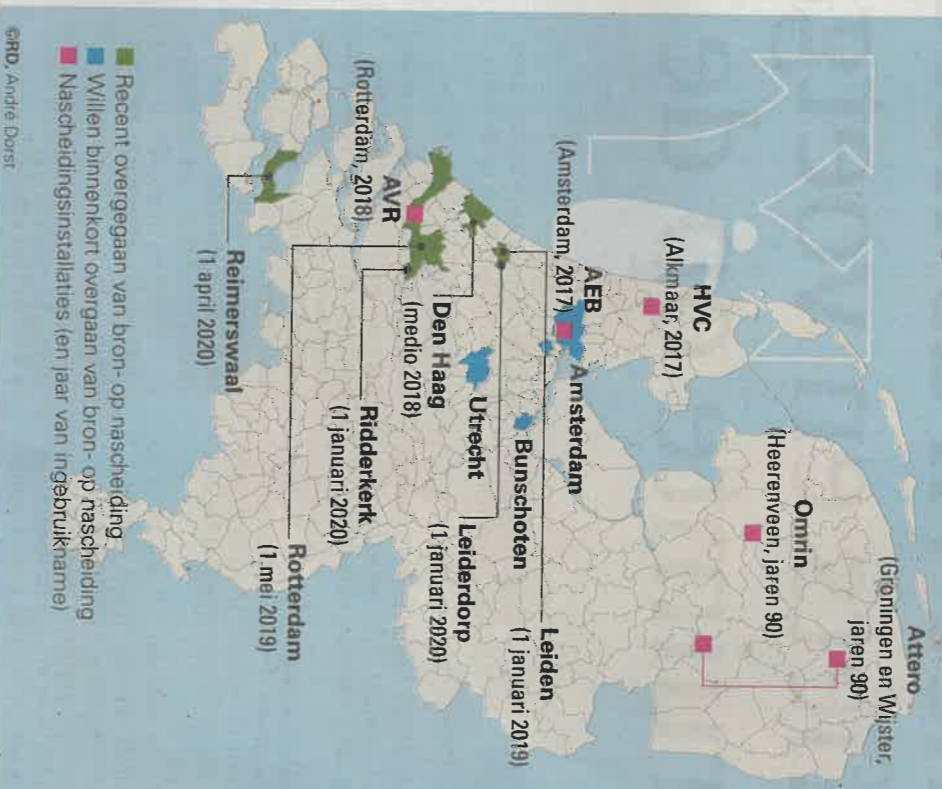 Attero
(Groningen en Wijster,
jaren 90)
Omrin
(Heerenveen, jaren 90)
HVC
(Alkmaar, 2017)
AEB
(Amsterdam, 2017)
Amsterdam
Bunschoten
Utrecht
Leiden
(1 januari 2019)
Leiderdorp
(1 januari 2020)
Den Haag
(medio 2018)
Ridderkerk
(1 januari 2020)
AVR
(Rotterdam, 2018)
Rotterdam
(1 mei 2019)
Reimerswaal
(1 april 2020)
Recent overgegaan van bron- op nascheiding
Willen binnenkort overgaan van bron- op nascheiding
Nascheidingsinstallaties (en jaar van ingebruikname)
©RD, André Dorst